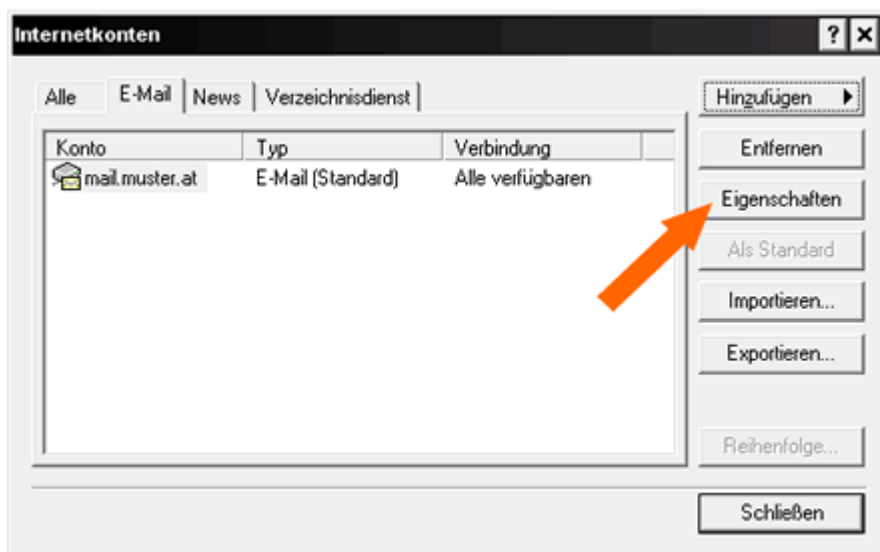 Internetkonten
Alle E-Mail News Verzeichnisdienst
Konto Typ Verbindung
mail.muster.at E-Mail (Standard) Alle verfügbaren
Hinzufügen
Entfernen
Eigenschaften
Als Standard
Importieren...
Exportieren...
Reihenfolge...
Schließen